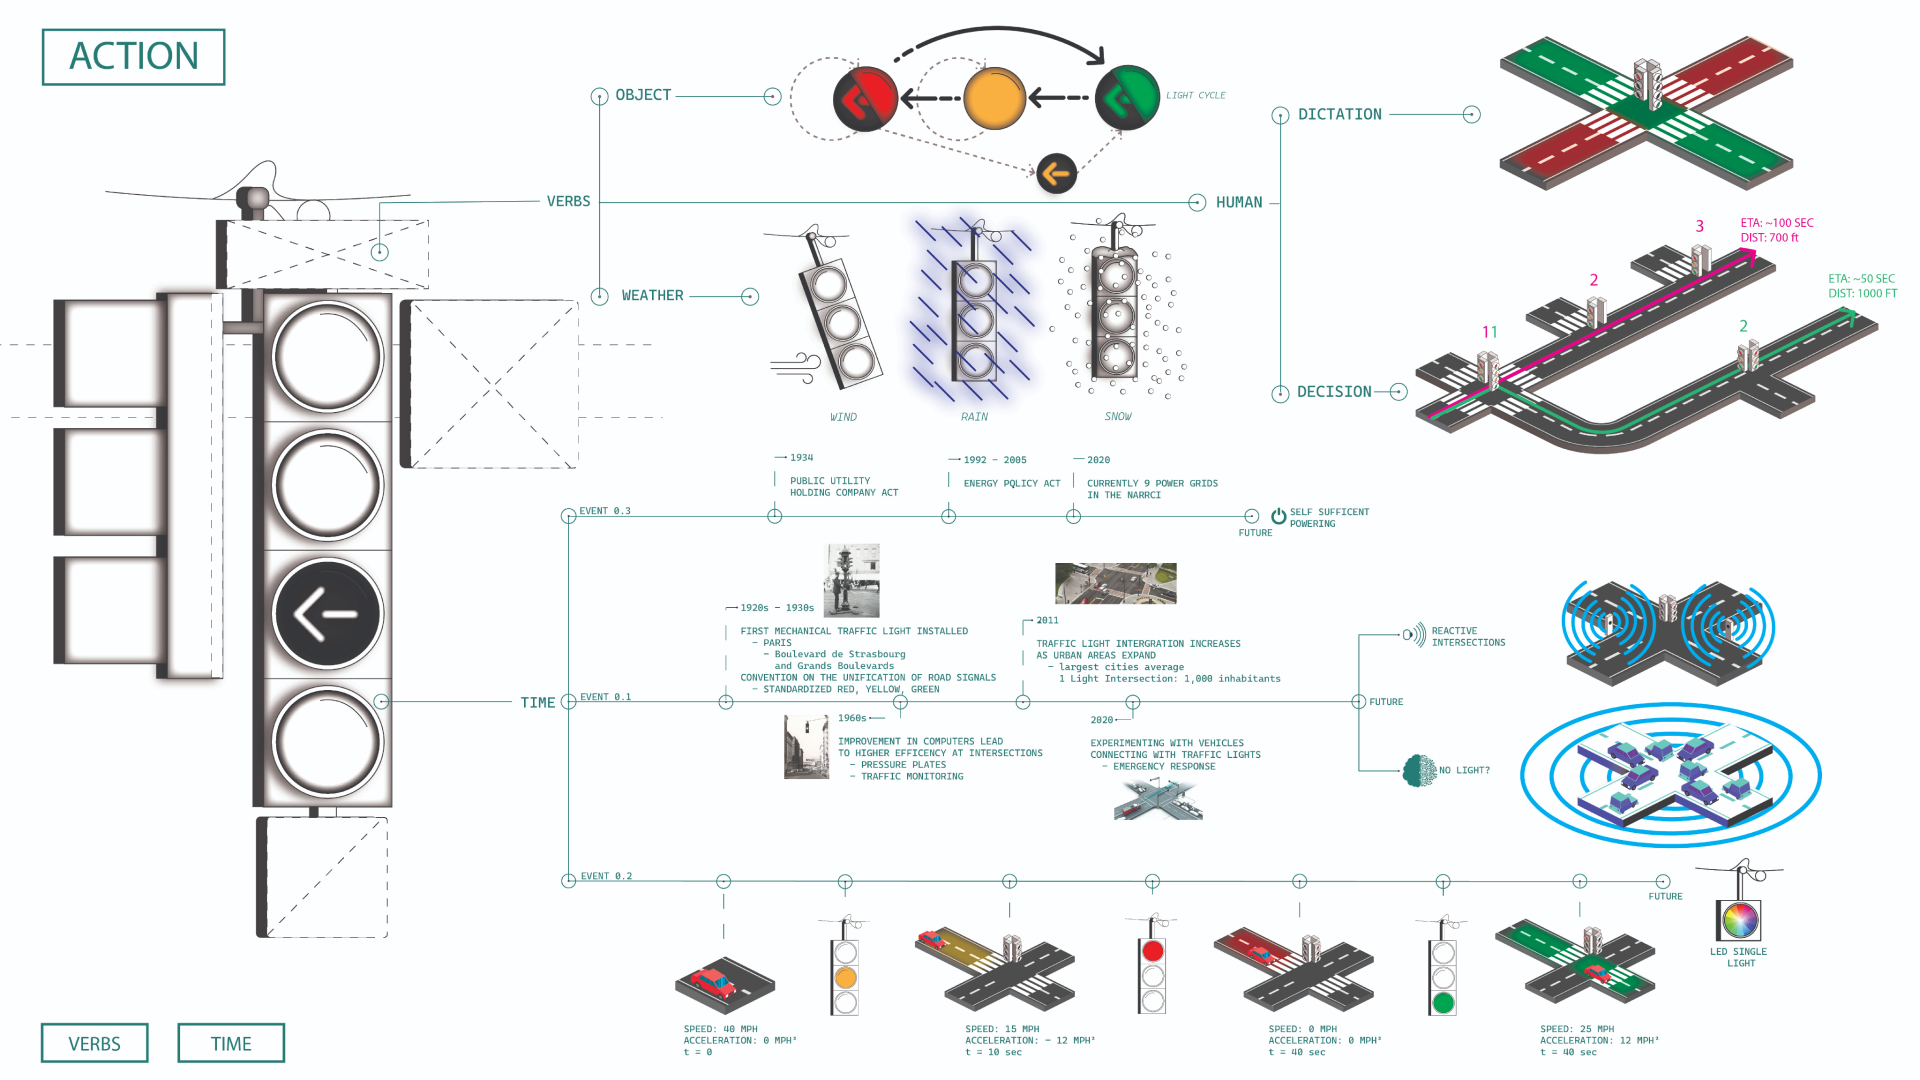 ACTION
OBJECT
LIGHT CYCLE
VERBS
HUMAN
WEATHER
WIND
RAIN
SNOW
DICTATION
DECISION
3
ETA: ~100 SEC
DIST: 700 ft
2
11
ETA: ~50 SEC
DIST: 1000 FT
2
1934
PUBLIC UTILITY
HOLDING COMPANY ACT
1992 - 2005
ENERGY POLICY ACT
2020
CURRENTLY 9 POWER GRIDS
IN THE NARRCI
EVENT 0.3
FUTURE
SELF SUFFICENT
POWERING
1920s - 1930s
FIRST MECHANICAL TRAFFIC LIGHT INSTALLED
- PARIS
- Boulevard de Strasbourg
and Grands Boulevards
CONVENTION ON THE UNIFICATION OF ROAD SIGNALS
- STANDARDIZED RED, YELLOW, GREEN
2011
TRAFFIC LIGHT INTERGRATION INCREASES
AS URBAN AREAS EXPAND
- largest cities average
1 Light Intersection: 1,000 inhabitants
TIME
EVENT 0.1
FUTURE
REACTIVE
INTERSECTIONS
NO LIGHT?
1960s
IMPROVEMENT IN COMPUTERS LEAD
TO HIGHER EFFICENCY AT INTERSECTIONS
- PRESSURE PLATES
- TRAFFIC MONITORING
2020
EXPERIMENTING WITH VEHICLES
CONNECTING WITH TRAFFIC LIGHTS
- EMERGENCY RESPONSE
EVENT 0.2
FUTURE
LED SINGLE
LIGHT
SPEED: 40 MPH
ACCELERATION: 0 MPH²
t = 0
SPEED: 15 MPH
ACCELERATION: - 12 MPH²
t = 10 sec
SPEED: 0 MPH
ACCELERATION: 0 MPH²
t = 40 sec
SPEED: 25 MPH
ACCELERATION: 12 MPH²
t = 40 sec
VERBS
TIME